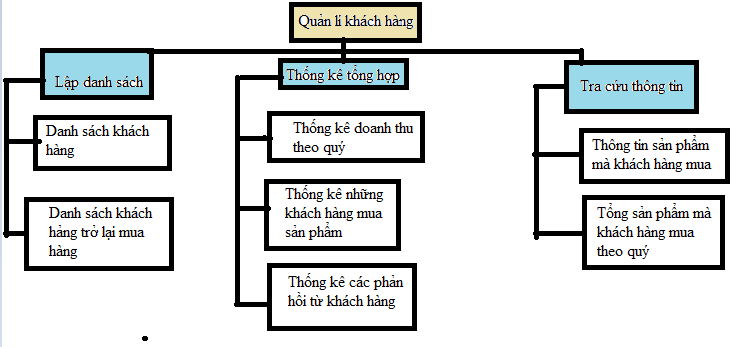 Quản lí khách hàng
Lập danh sách
Danh sách khách
hàng
Danh sách khách
hàng trở lại mua
hàng
Thống kê tổng hợp
Thống kê doanh thu
theo quý
Thống kê những
khách hàng mua
sản phẩm
Thống kê các phản
hồi từ khách hàng
Tra cứu thông tin
Thông tin sản phẩm
mà khách hàng mua
Tổng sản phẩm mà
khách hàng mua
theo quý